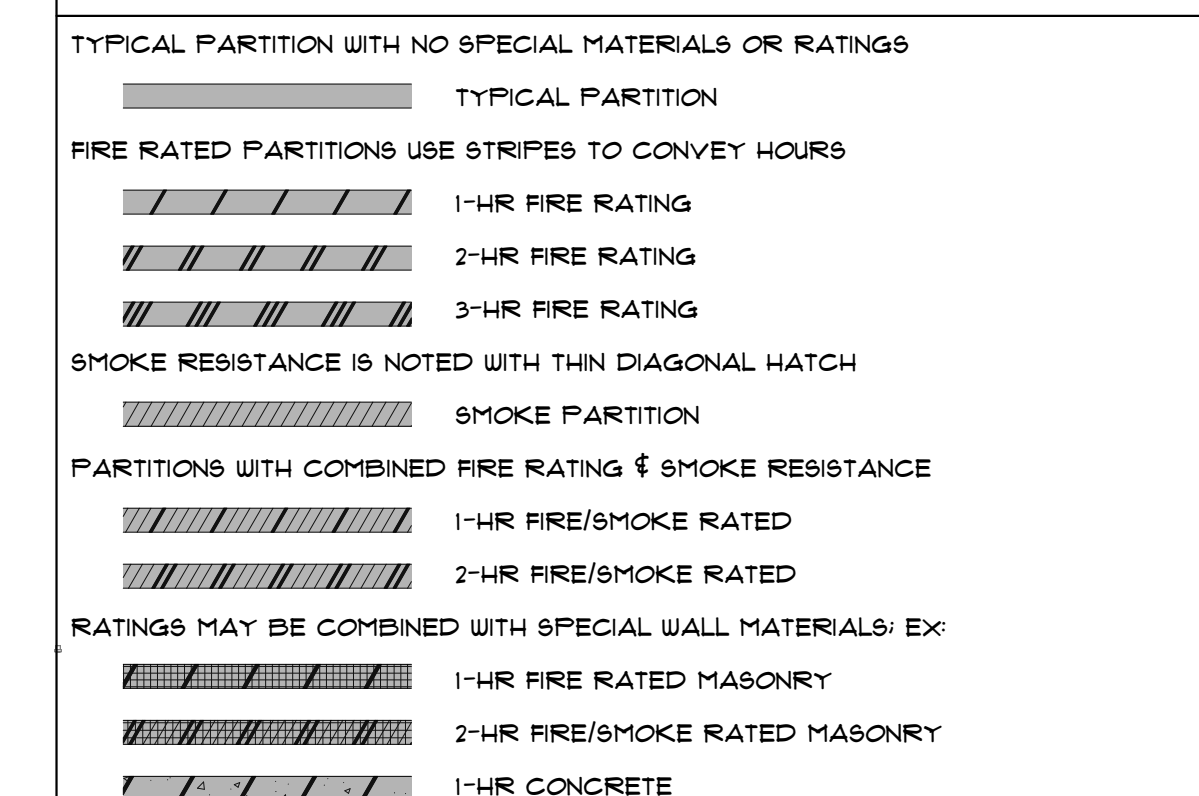 TYPICAL PARTITION WITH NO SPECIAL MATERIALS OR RATINGS
TYPICAL PARTITION
FIRE RATED PARTITIONS USE STRIPES TO CONVEY HOURS
1-HR FIRE RATING
2-HR FIRE RATING
3-HR FIRE RATING
SMOKE RESISTANCE IS NOTED WITH THIN DIAGONAL HATCH
SMOKE PARTITION
PARTITIONS WITH COMBINED FIRE RATING & SMOKE RESISTANCE
1-HR FIRE/SMOKE RATED
2-HR FIRE/SMOKE RATED
RATINGS MAY BE COMBINED WITH SPECIAL WALL MATERIALS; EX:
1-HR FIRE RATED MASONRY
2-HR FIRE/SMOKE RATED MASONRY
1-HR CONCRETE